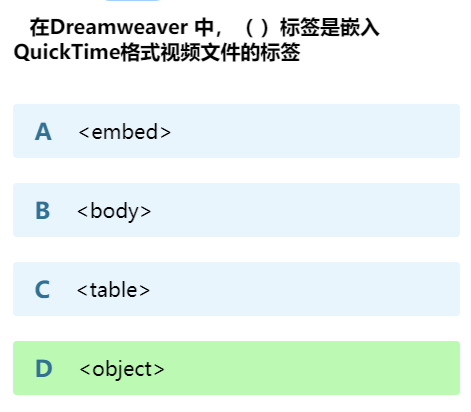 在Dreamweaver 中，（ ）标签是嵌入
QuickTime格式视频文件的标签
A <embed>
B <body>
C <table>
D <object>